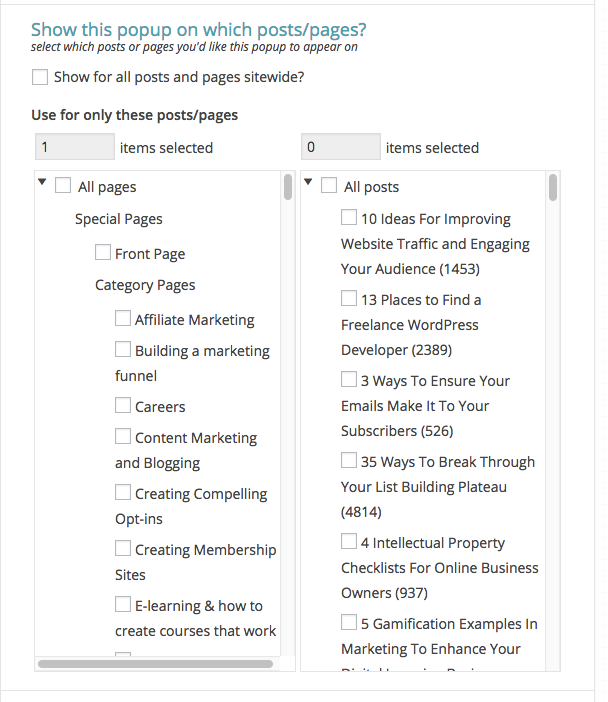 Show this popup on which posts/pages?
select which posts or pages you'd like this popup to appear on
Show for all posts and pages sitewide?
Use for only these posts/pages
1 items selected
All pages
Special Pages
Front Page
Category Pages
Affiliate Marketing
Building a marketing
funnel
Careers
Content Marketing
and Blogging
Creating Compelling
Opt-ins
Creating Membership
Sites
E-learning & how to
create courses that work
0 items selected
All posts
10 Ideas For Improving
Website Traffic and Engaging
Your Audience (1453)
13 Places to Find a
Freelance WordPress
Developer (2389)
3 Ways To Ensure Your
Emails Make It To Your
Subscribers (526)
35 Ways To Break Through
Your List Building Plateau
(4814)
4 Intellectual Property
Checklists For Online Business
Owners (937)
5 Gamification Examples In
Marketing To Enhance Your